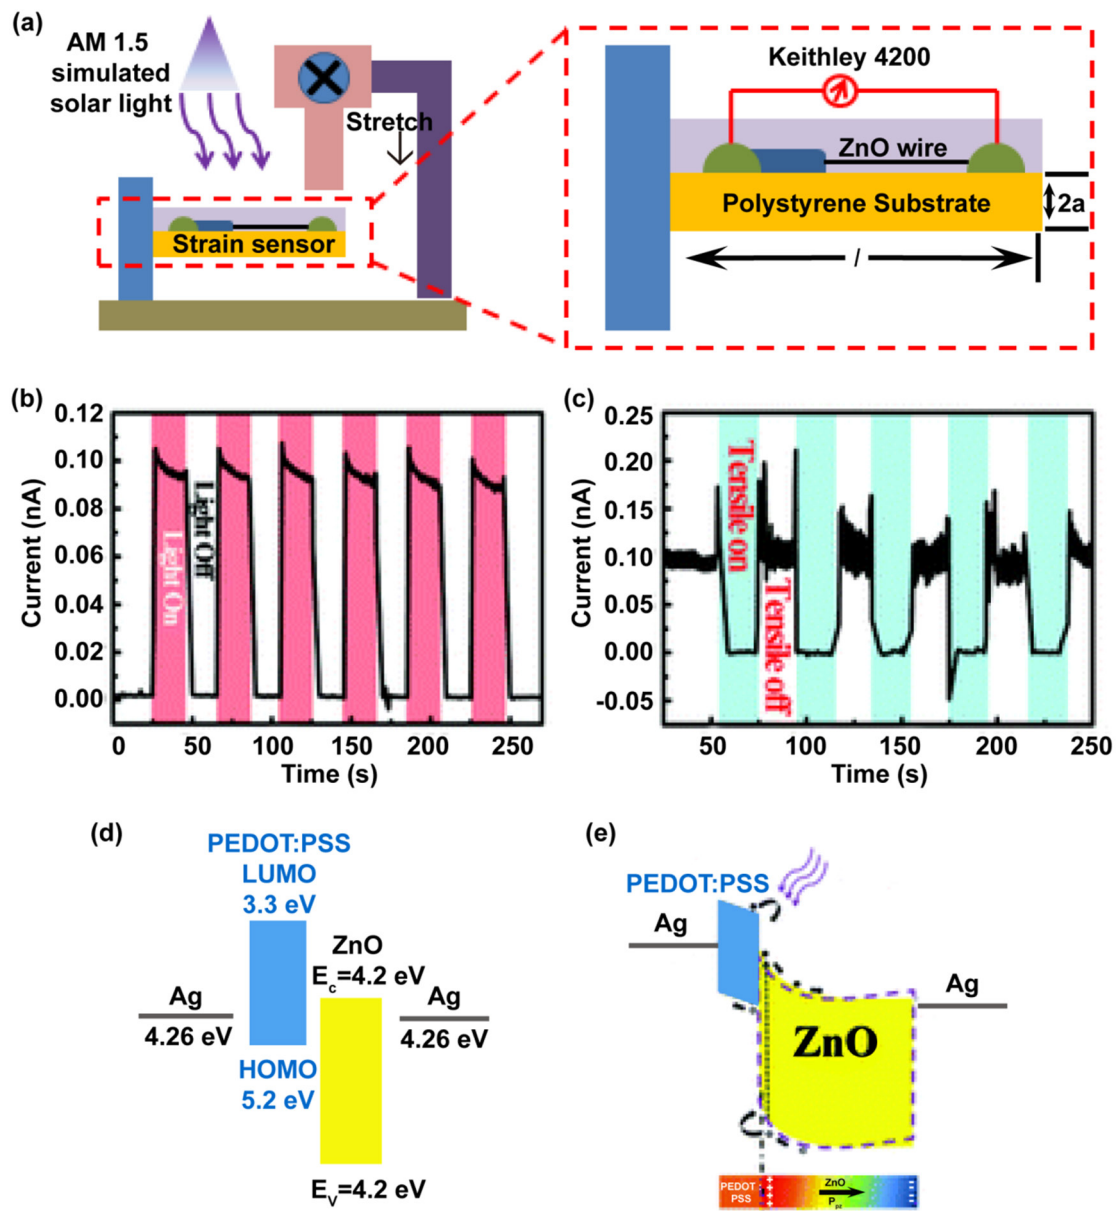 (a)
AM 1.5
simulated
solar light
Stretch
Strain sensor
Keithley 4200
ZnO wire
Polystyrene Substrate
2a
l
(b)
0.12
0.10
0.08
0.06
0.04
0.02
0.00
Current (nA)
Light On
Light Off
0 50 100 150 200 250
Time (s)
(c)
0.25
0.20
0.15
0.10
0.05
0.00
-0.05
Current (nA)
Tensile on
Tensile off
50 100 150 200 250
Time (s)
(d)
PEDOT:PSS
LUMO
3.3 eV
ZnO
Ec=4.2 eV
Ag
4.26 eV
Ag
4.26 eV
HOMO
5.2 eV
EV=4.2 eV
(e)
PEDOT:PSS
Ag
Ag
ZnO
PEDOT
PSS
ZnO